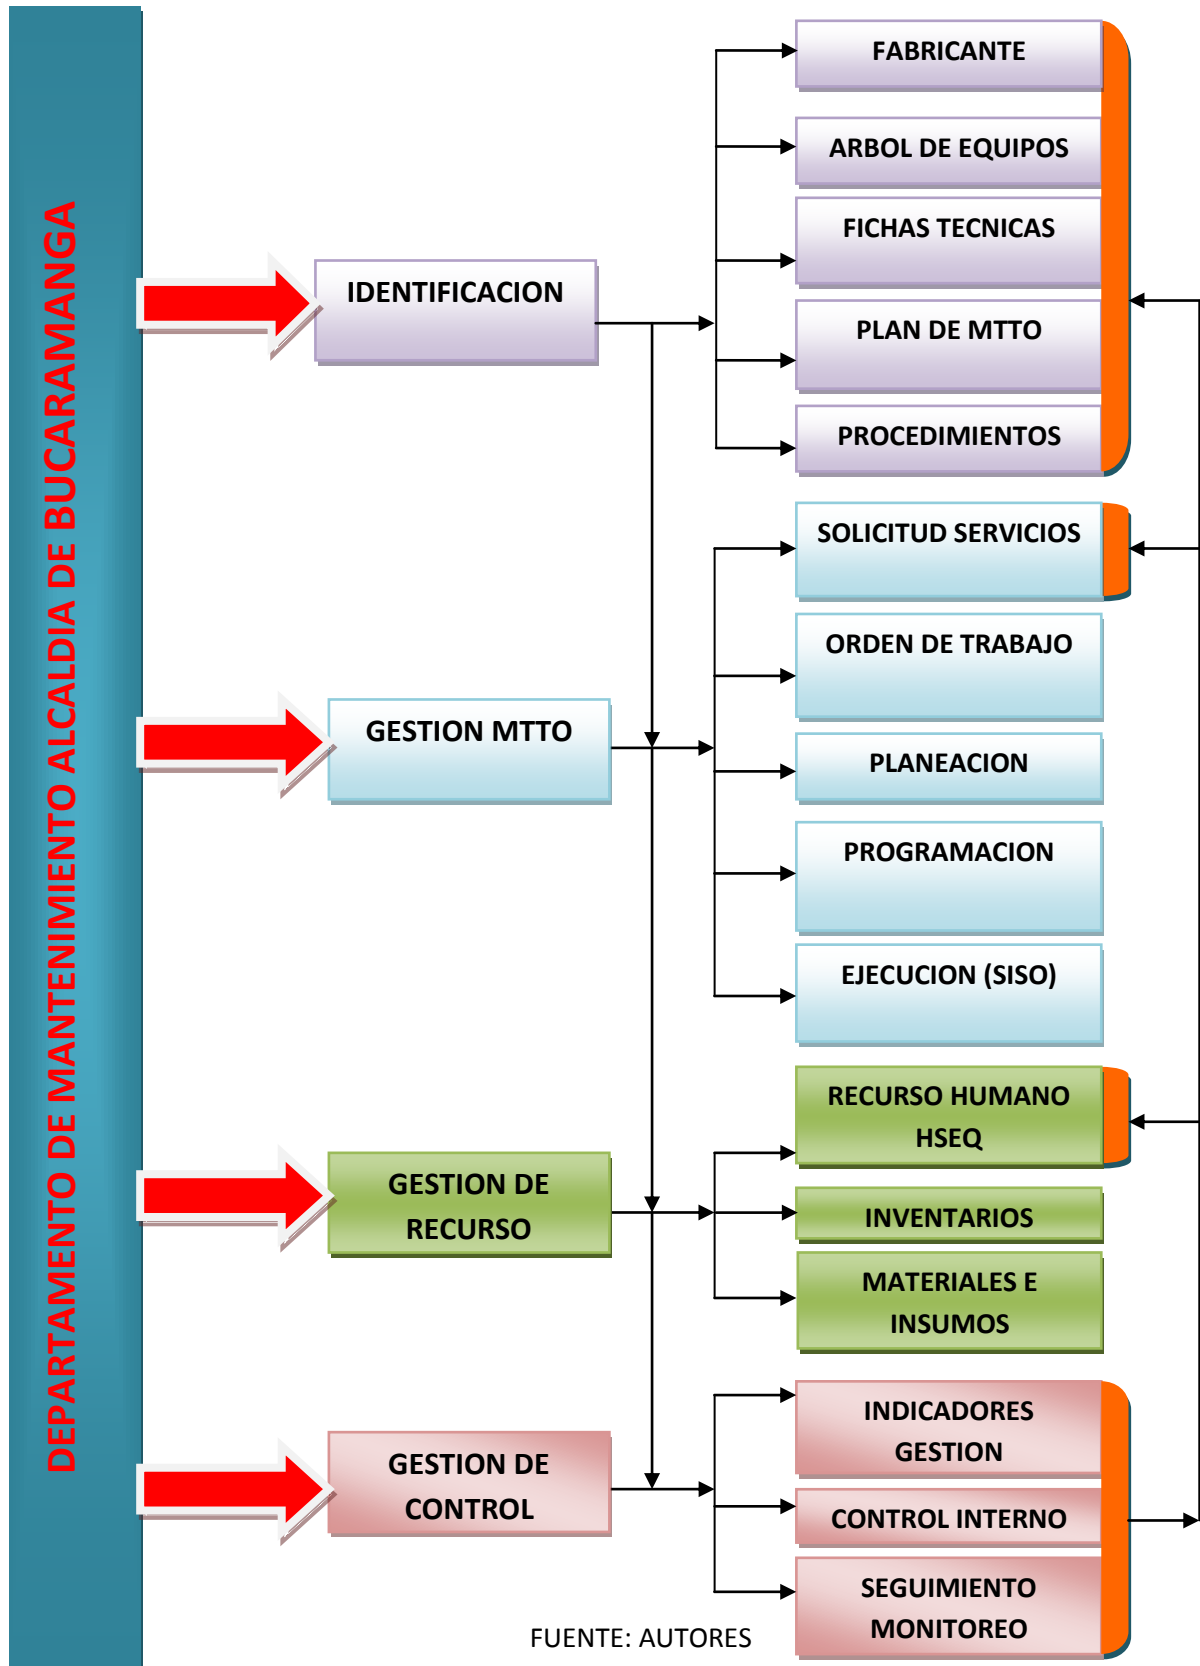 DEPARTAMENTO DE MANTENIMIENTO ALCALDIA DE BUCARAMANGA
IDENTIFICACION
FABRICANTE
ARBOL DE EQUIPOS
FICHAS TECNICAS
PLAN DE MTTO
PROCEDIMIENTOS
GESTION MTTO
SOLICITUD SERVICIOS
ORDEN DE TRABAJO
PLANEACION
PROGRAMACION
EJECUCION (SISO)
GESTION DE
RECURSO
RECURSO HUMANO
HSEQ
INVENTARIOS
MATERIALES E
INSUMOS
GESTION DE
CONTROL
INDICADORES
GESTION
CONTROL INTERNO
SEGUIMIENTO
MONITOREO
FUENTE: AUTORES